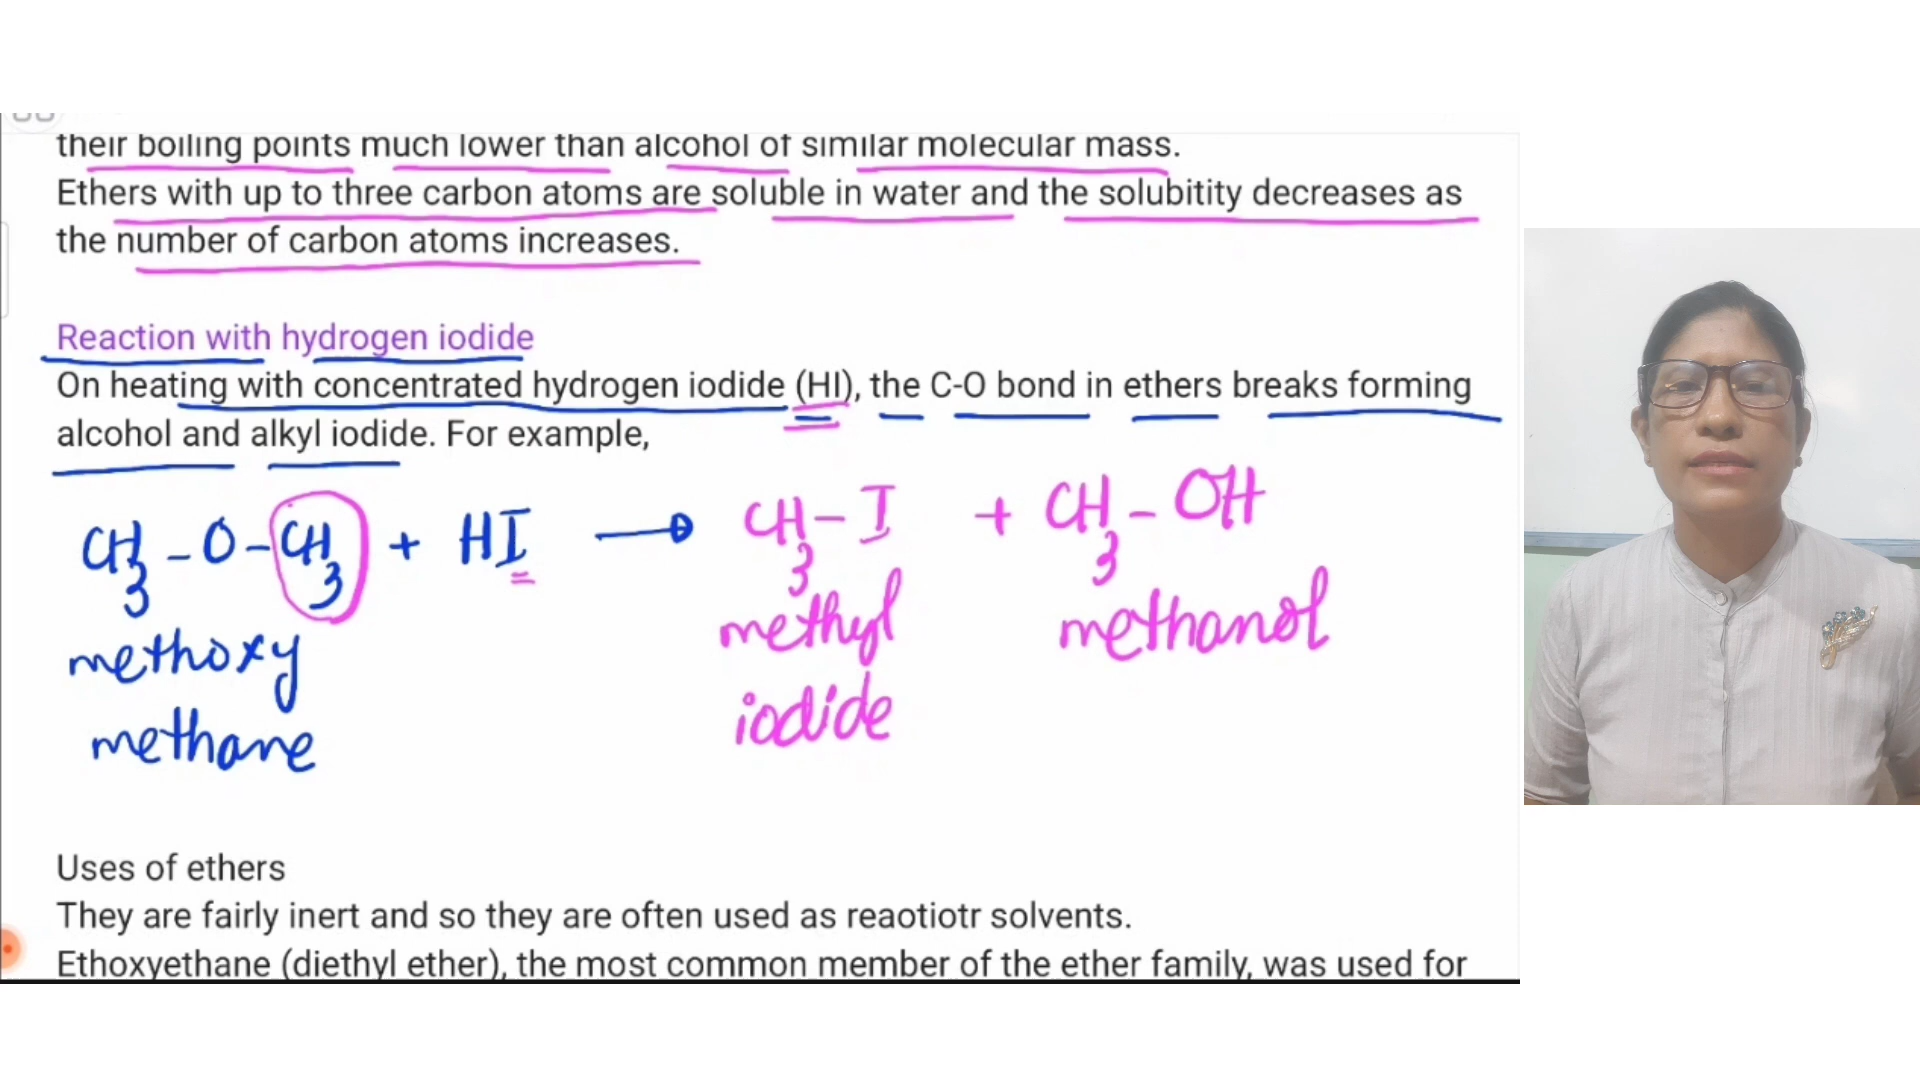 their boiling points much lower than alcohol of similar molecular mass.
Ethers with up to three carbon atoms are soluble in water and the solubitity decreases as
the number of carbon atoms increases.
Reaction with hydrogen iodide
On heating with concentrated hydrogen iodide (HI), the C-O bond in ethers breaks forming
alcohol and alkyl iodide. For example,
CH3 - O - CH3 + HI → CH3 - I + CH3 - OH
methoxy methyl methanol
methane iodide
Uses of ethers
They are fairly inert and so they are often used as reaotiotr solvents.
Ethoxyethane (diethyl ether), the most common member of the ether family, was used for